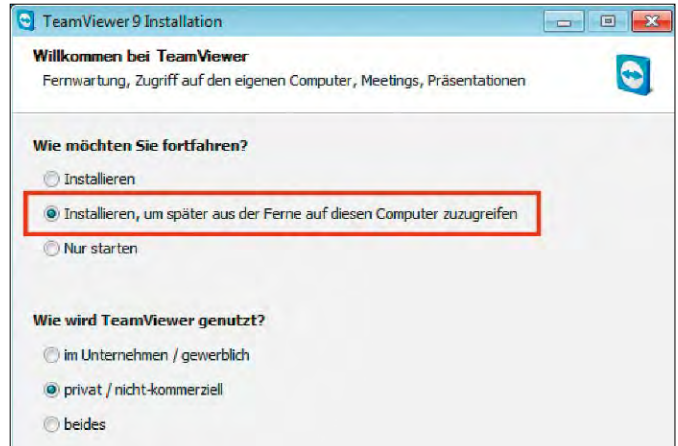 TeamViewer 9 Installation
Willkommen bei TeamViewer
Fernwartung, Zugriff auf den eigenen Computer, Meetings, Präsentationen
Wie möchten Sie fortfahren?
Installieren
Installieren, um später aus der Ferne auf diesen Computer zuzugreifen
Nur starten
Wie wird TeamViewer genutzt?
im Unternehmen / gewerblich
privat / nicht-kommerziell
beides